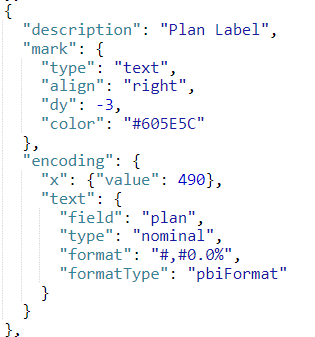 {
"description": "Plan Label",
"mark": {
"type": "text",
"align": "right",
"dy": -3,
"color": "#605E5C"
},
"encoding": {
"x": {"value": 490},
"text": {
"field": "plan",
"type": "nominal",
"format": "#,#0.0%",
"formatType": "pbiFormat"
}
}
},